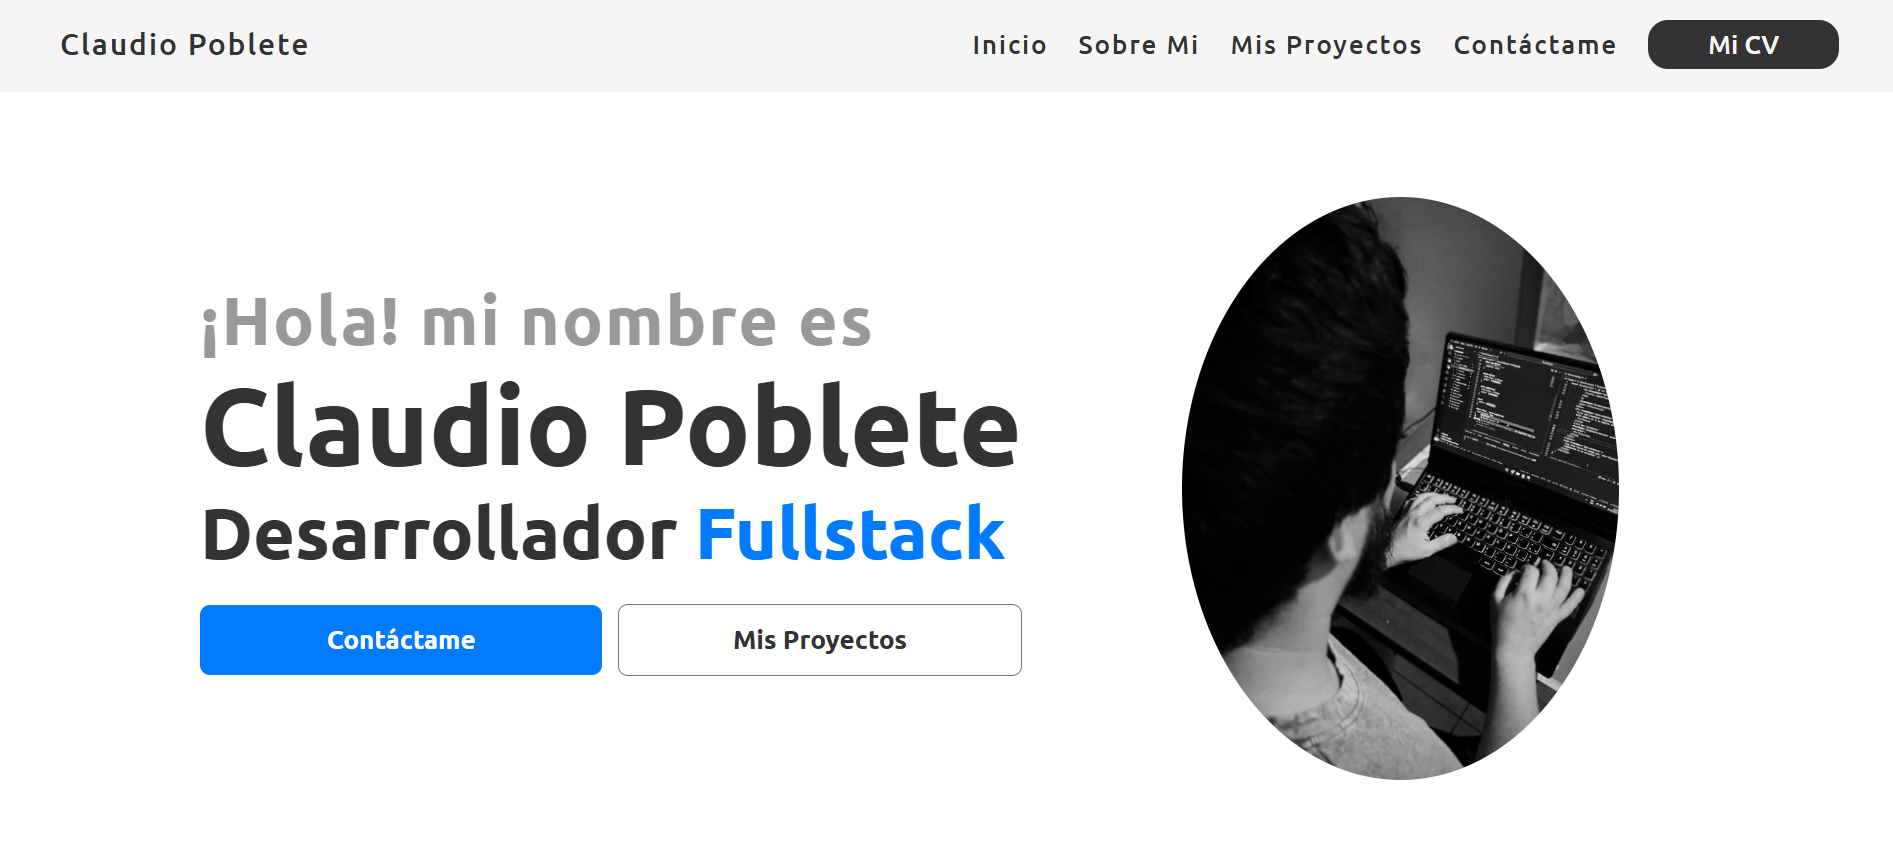 Claudio Poblete
Inicio Sobre Mi Mis Proyectos Contáctame Mi CV
¡Hola! mi nombre es
Claudio Poblete
Desarrollador Fullstack
Contáctame Mis Proyectos